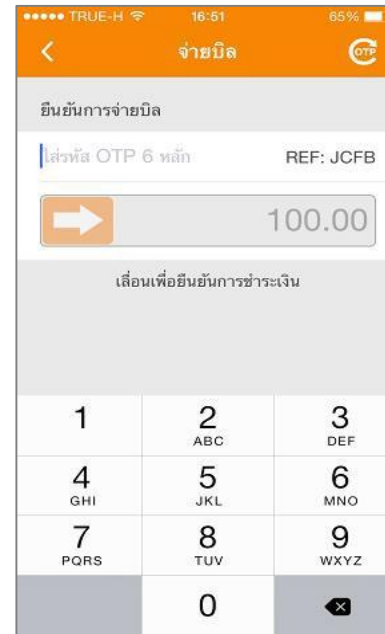 TRUE-H 16:51 65%
จ่ายบิล OTP
ยืนยันการจ่ายบิล
ใส่รหัส OTP 6 หลัก REF: JCFB
100.00
เลื่อนเพื่อยืนยันการชำระเงิน
1 2 3
ABC DEF
4 5 6
GHI JKL MNO
7 8 9
PQRS TUV WXYZ
0